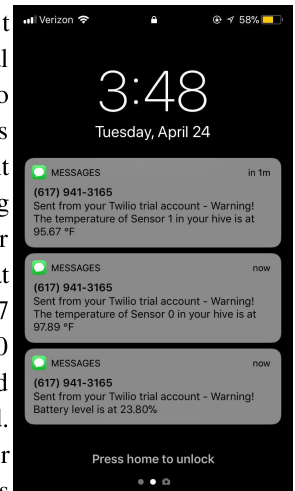 Verizon 58%
3:48
Tuesday, April 24
MESSAGES in 1m
(617) 941-3165
Sent from your Twilio trial account - Warning!
The temperature of Sensor 1 in your hive is at
95.67 °F
MESSAGES now
(617) 941-3165
Sent from your Twilio trial account - Warning!
The temperature of Sensor 0 in your hive is at
97.89 °F
MESSAGES now
(617) 941-3165
Sent from your Twilio trial account - Warning!
Battery level is at 23.80%
Press home to unlock